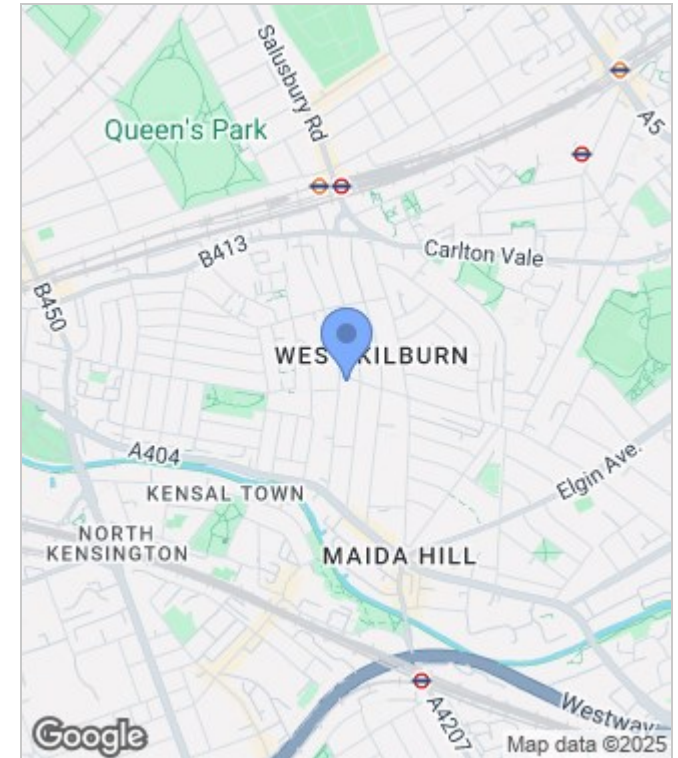 Salusbury Rd
A5
Queen's Park
B413
Carlton Vale
B450
WES KILBURN
A404
Elgin Ave.
KENSAL TOWN
NORTH
KENSINGTON
MAIDA HILL
A4207
Westway
Google
Map data ©2025